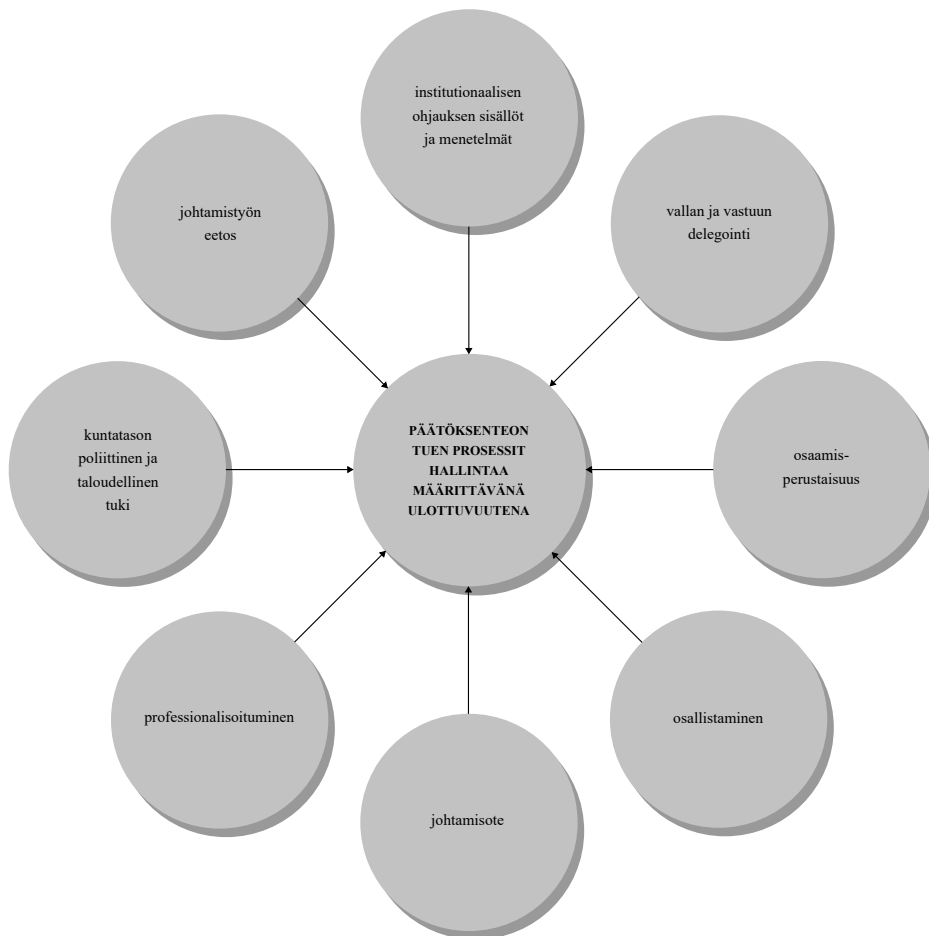 institutionaalisen
ohjauksen sisällöt
ja menetelmät
johtamistyön
eetos
vallan ja vastuun
delegointi
kuntatason
poliittinen ja
taloudellinen
tuki
PÄÄTÖKSENTEON
TUEN PROSESSIT
HALLINTAA
MÄÄRITTÄVÄNÄ
ULOTTUVUUTENA
osaamis-
perustaisuus
professionalisoituminen
osallistaminen
johtamisote